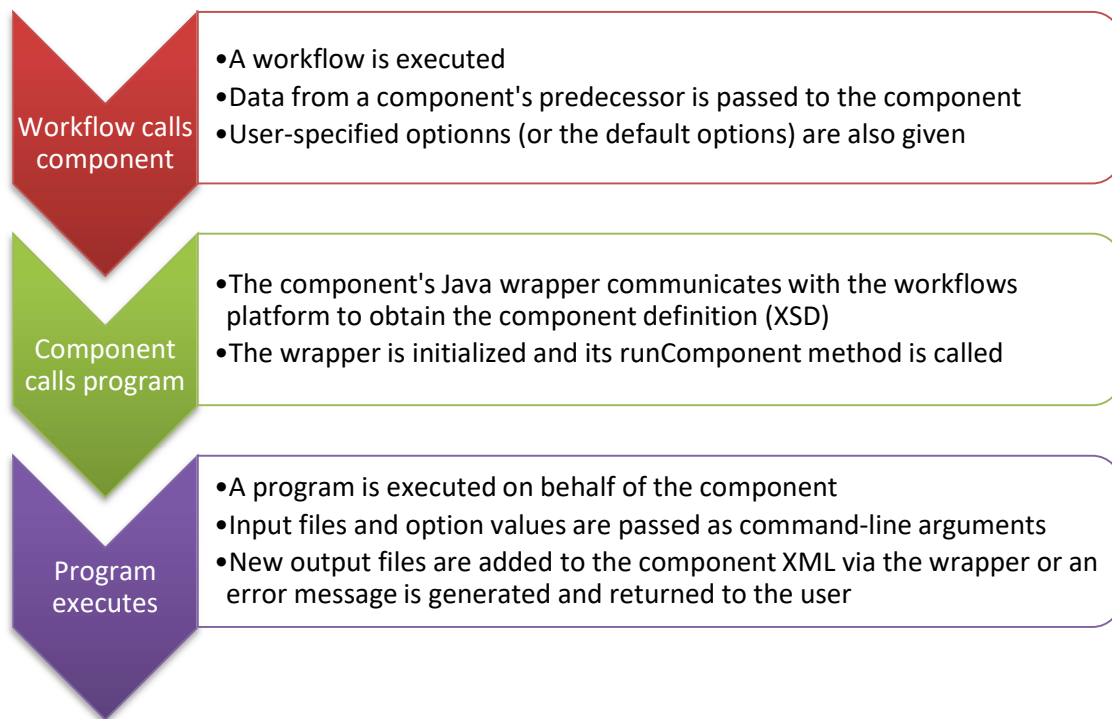 Workflow calls
component
•A workflow is executed
•Data from a component's predecessor is passed to the component
•User-specified optionns (or the default options) are also given
Component
calls program
•The component's Java wrapper communicates with the workflows
platform to obtain the component definition (XSD)
•The wrapper is initialized and its runComponent method is called
Program
executes
•A program is executed on behalf of the component
•Input files and option values are passed as command-line arguments
•New output files are added to the component XML via the wrapper or an
error message is generated and returned to the user